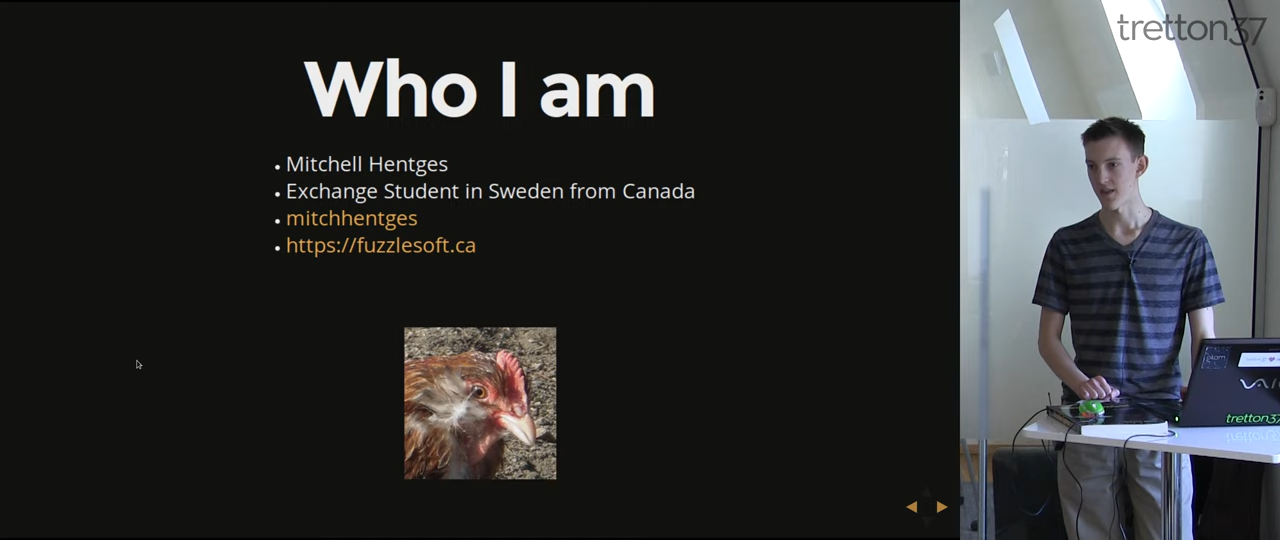 Who I am
Mitchell Hentges
Exchange Student in Sweden from Canada
mitchhentges
https://fuzzlesoft.ca
tretton37
tretton37